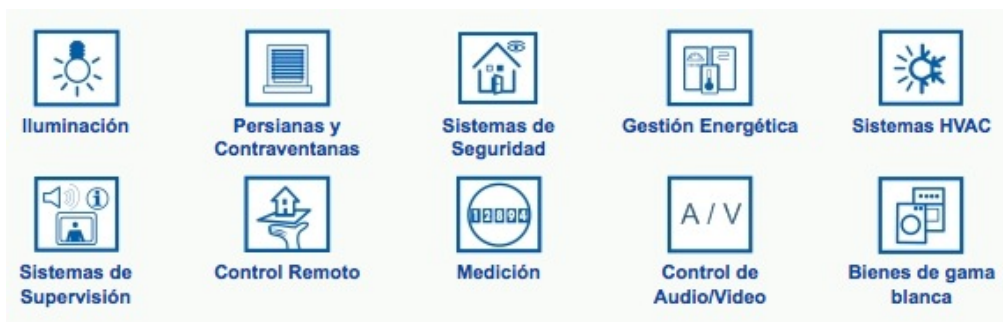 Iluminación
Persianas y
Contraventanas
Sistemas de
Seguridad
Gestión Energética
Sistemas HVAC
Sistemas de
Supervisión
Control Remoto
12094
Medición
A / V
Control de
Audio/Video
Bienes de gama
blanca